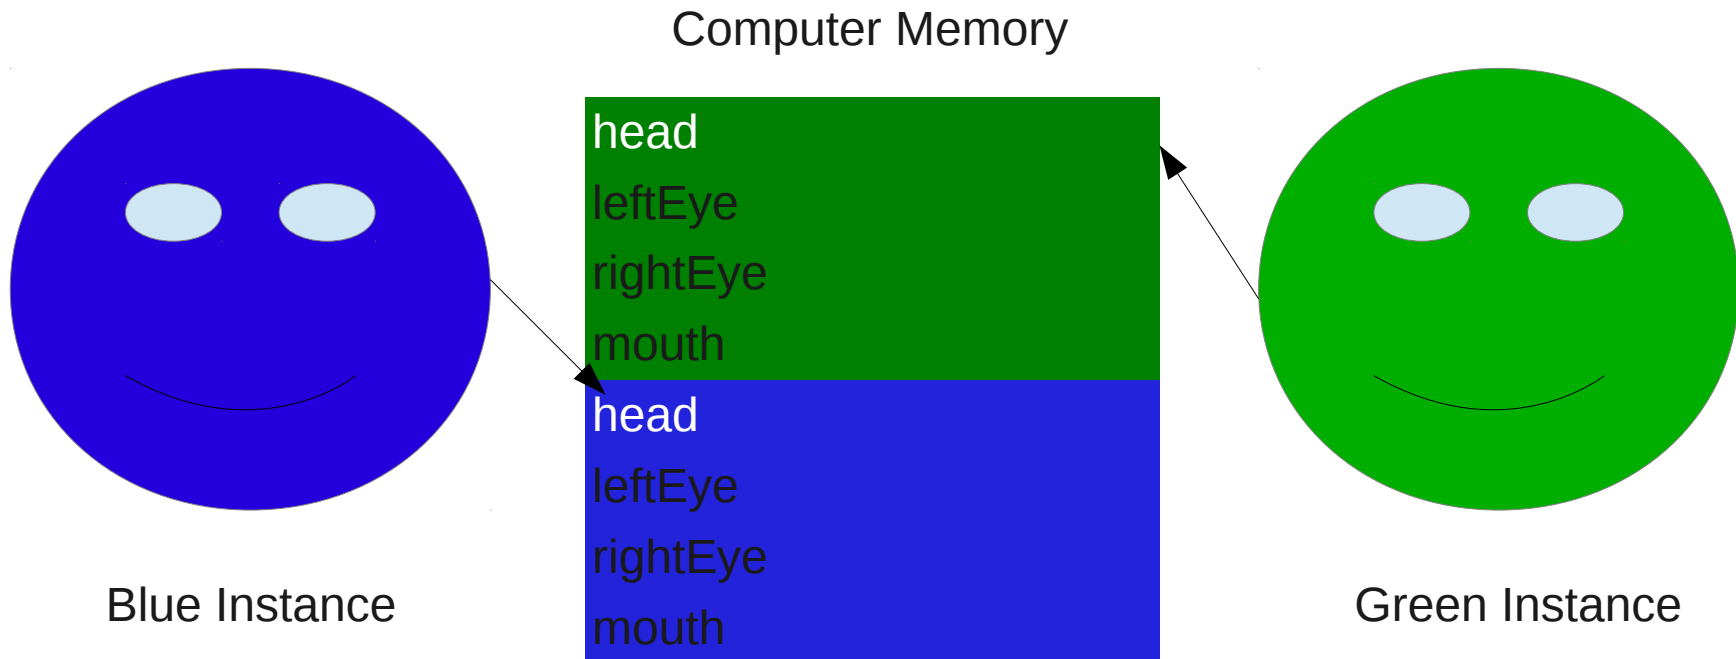 Computer Memory
head
leftEye
rightEye
mouth
head
leftEye
rightEye
mouth
Blue Instance
Green Instance